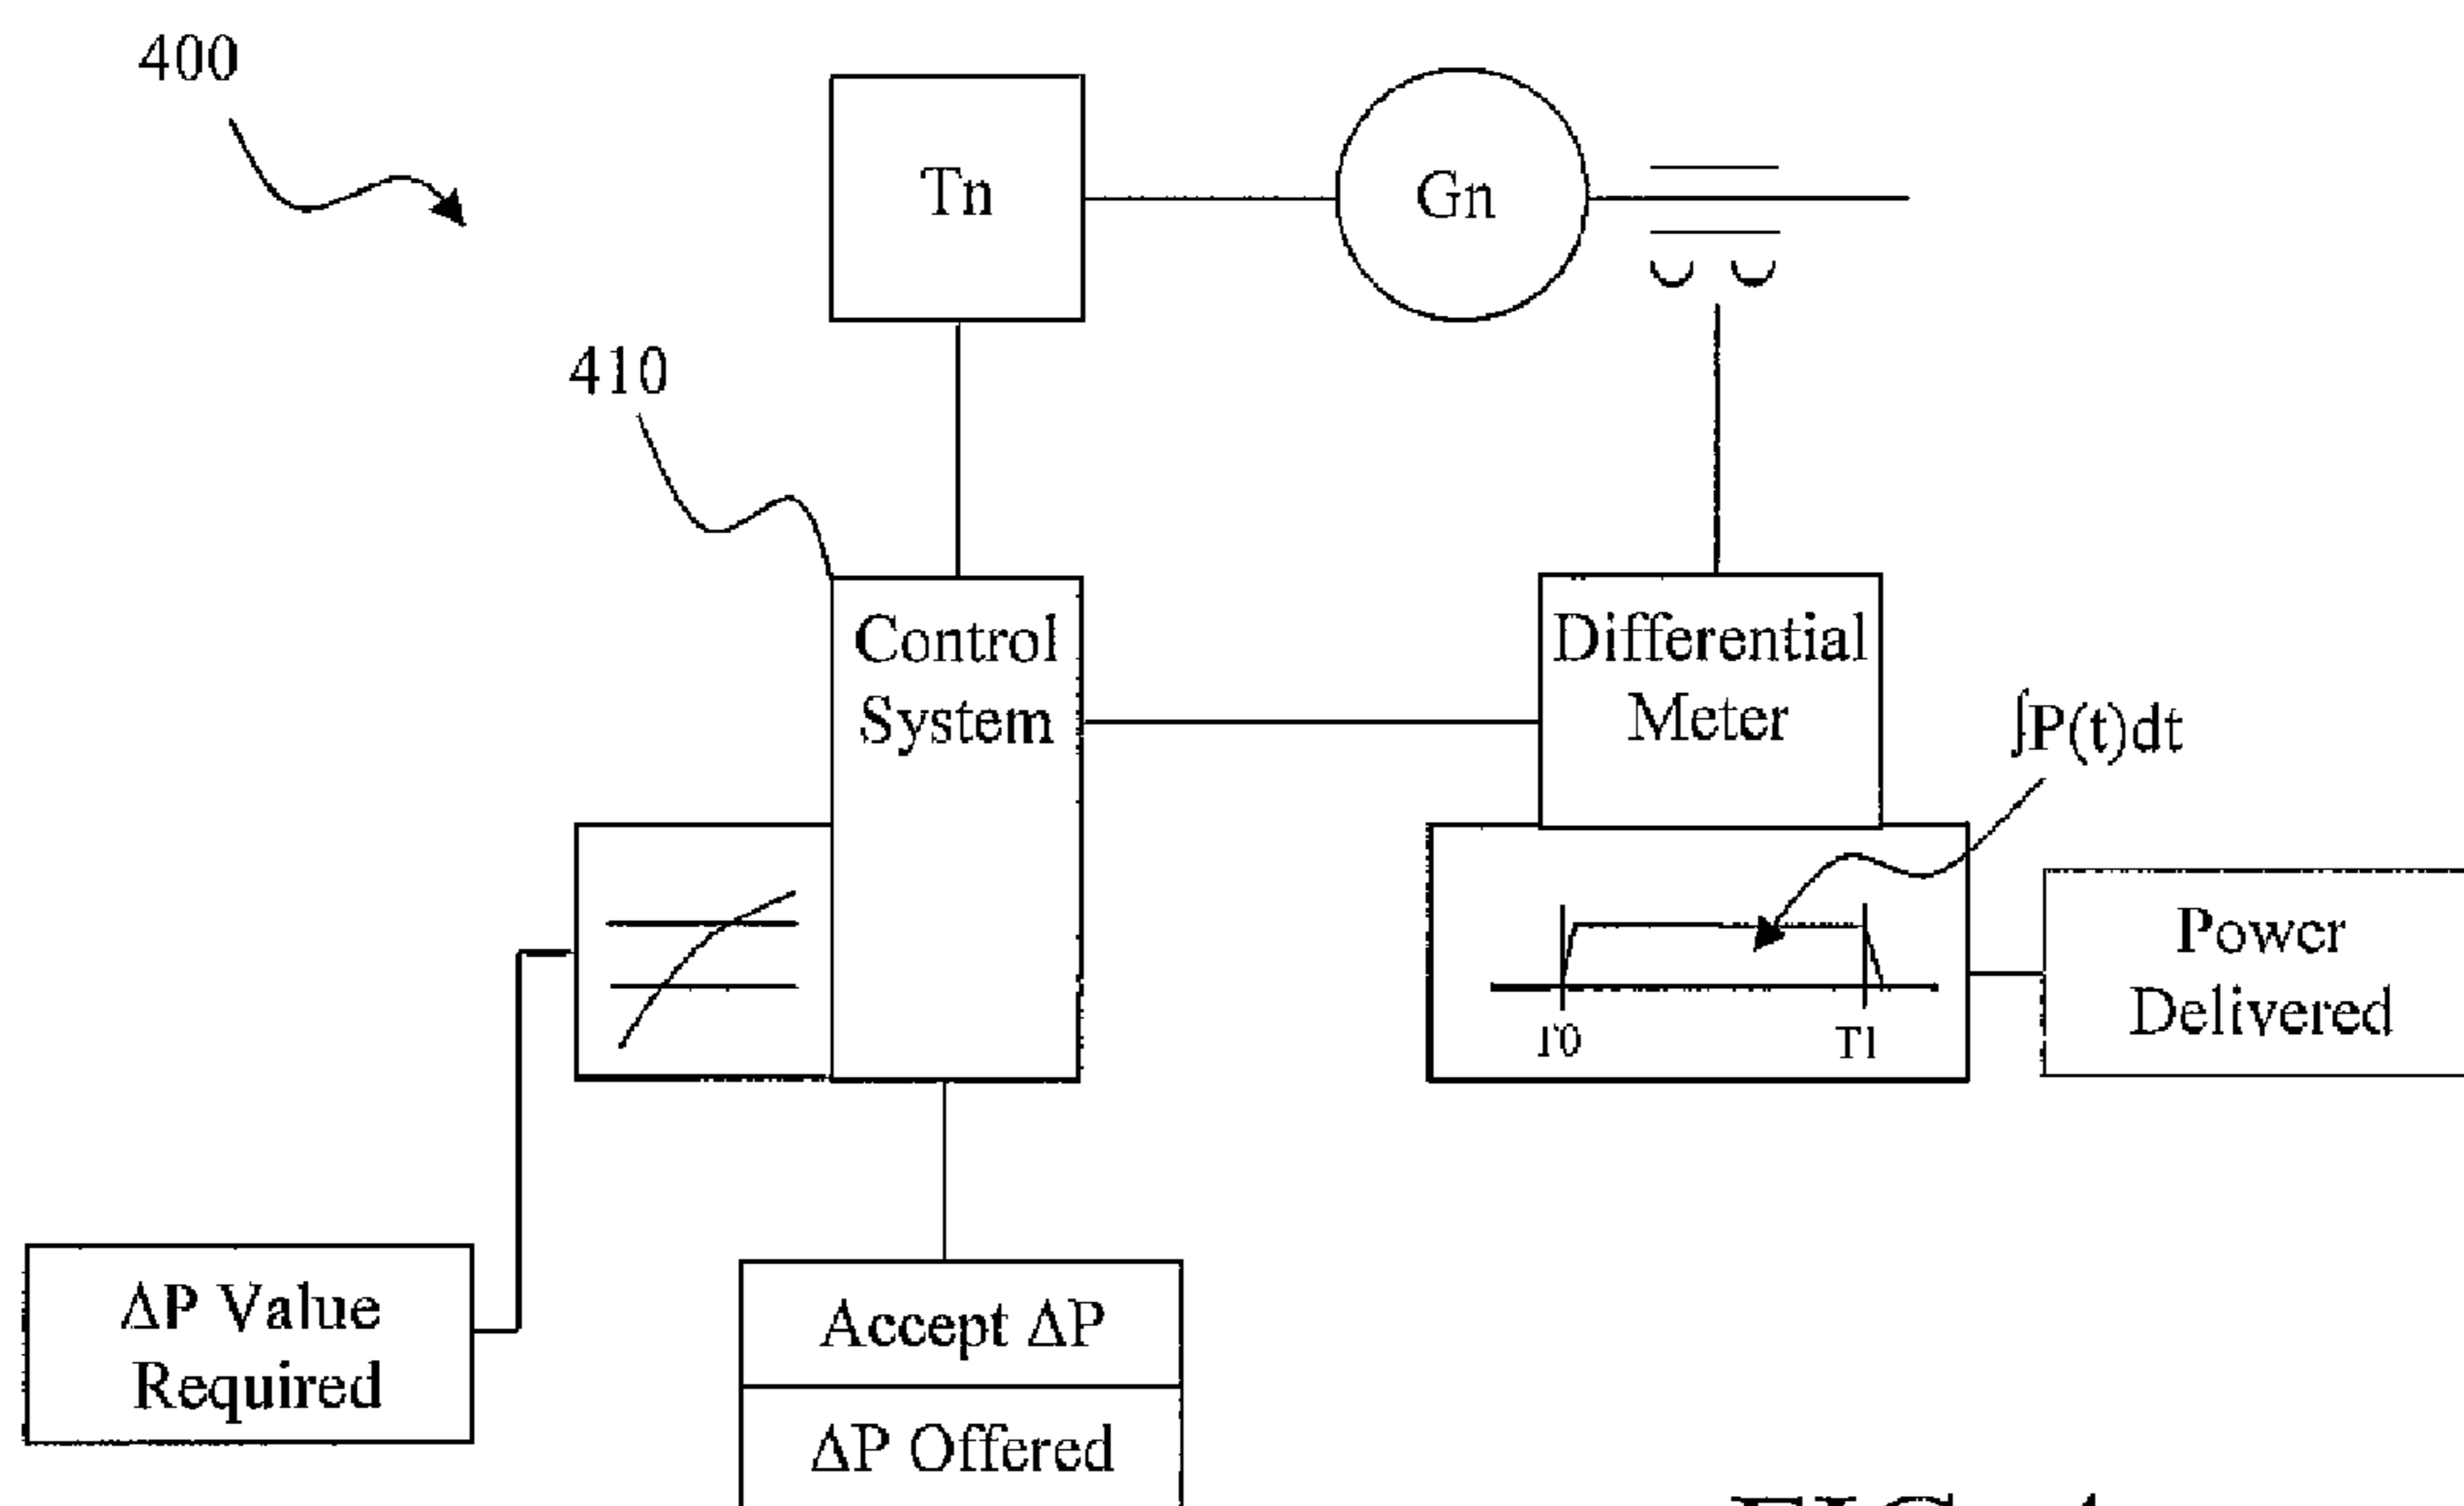 400
Tn
Gn
410
Control
System
Differential
Meter
∫P(t)dt
Power
Delivered
T0
T1
ΔP Value
Required
Accept ΔP
ΔP Offered